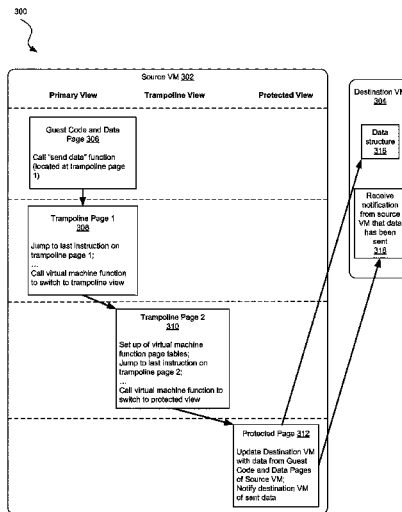 300
Source VM 302
Primary View
Trampoline View
Protected View
Guest Code and Data
Page 306
Call "send data" function
(located at trampoline page
1)
Trampoline Page 1
308
Jump to last instruction on
trampoline page 1;
...
Call virtual machine function
to switch to trampoline view
Trampoline Page 2
310
Set up of virtual machine
function page tables;
Jump to last instruction on
trampoline page 2;
...
Call virtual machine function to
switch to protected view
Protected Page 312
Update Destination VM
with data from Guest
Code and Data Pages
of Source VM;
Notify destination VM
of sent data
Destination VM
304
Data
structure
316
Receive
notification
from source
VM that data
has been
sent
318